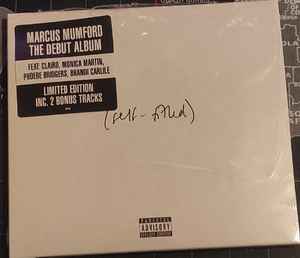 MARCUS MUMFORD
THE DEBUT ALBUM
FEAT CLAIRO, MONICA MARTIN,
PHOEBE BRIDGERS, BRANDI CARLILE
LIMITED EDITION
INC. 2 BONUS TRACKS
(self-titled)
PARENTAL
ADVISORY
EXPLICIT CONTENT